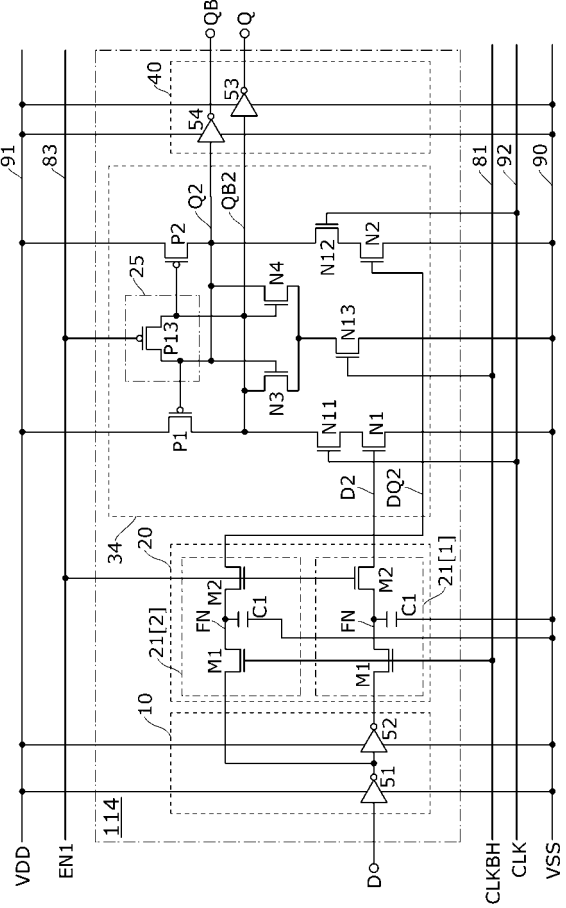 VDD
91
EN1
83
114
34
25
10
21[2]
20
40
P1
P13
P2
Q2
54
QB
FN
M1
M2
QB2
53
Q
C1
N3
N4
N11
N12
N13
D2
FN
M1
D
51
52
M2
N1
N2
DQ2
C1
21[1]
CLKBH
81
CLK
92
VSS
90